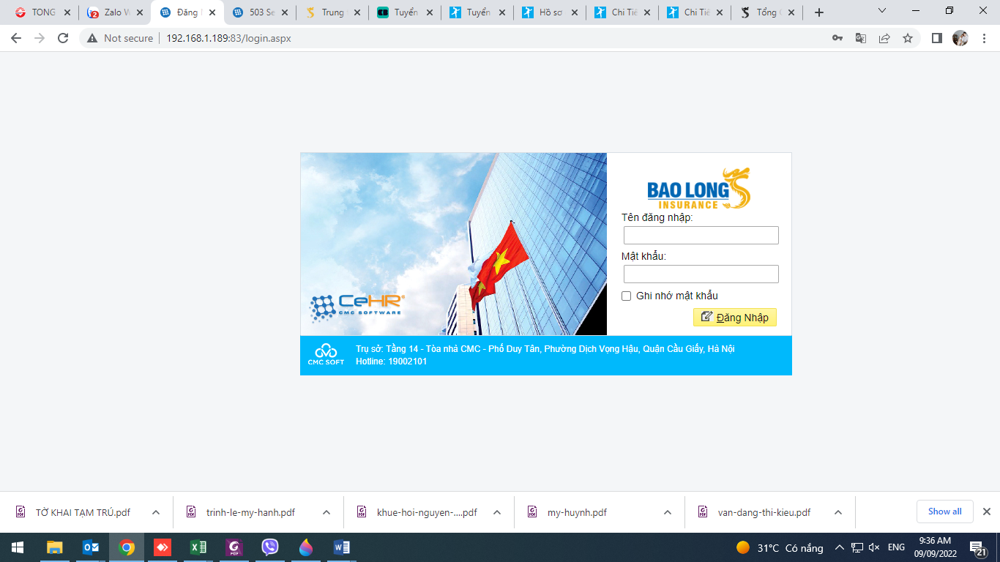 TONG
2
Zalo W
Đăng
503 Se
Trung
Tuyển
Tuyển
Hồ sơ
Chi Tiế
Chi Tiế
Tổng
Not secure
192.168.1.189:83/login.aspx
BAO LONG
INSURANCE
Tên đăng nhập:
Mật khẩu:
Ghi nhớ mật khẩu
Đăng Nhập
CeHR®
CMC SOFTWARE
CMC SOFT
Trụ sở: Tầng 14 - Tòa nhà CMC - Phố Duy Tân, Phường Dịch Vọng Hậu, Quận Cầu Giấy, Hà Nội
Hotline: 19002101
TỜ KHAI TẠM TRÚ.pdf
trinh-le-my-hanh.pdf
khue-hoi-nguyen-....pdf
my-huynh.pdf
van-dang-thi-kieu.pdf
Show all
31°C Có nắng
ENG
9:36 AM
09/09/2022
21